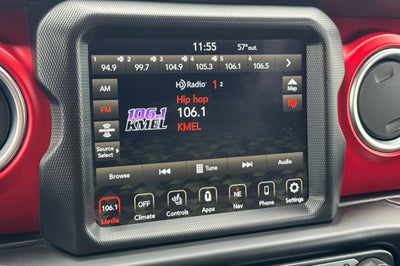 11:55 57° out.
1 2 3 4 5 6
94.9 99.7 104.9 105.3 106.1 106.5
AM
HD Radio 1 2
Map
FM
Hip hop
106.1
KMEL
106.1
KMEL
Source
Select
Browse Tune Audio
106.1 OFF NE
Media Climate Controls Apps Nav Phone Settings